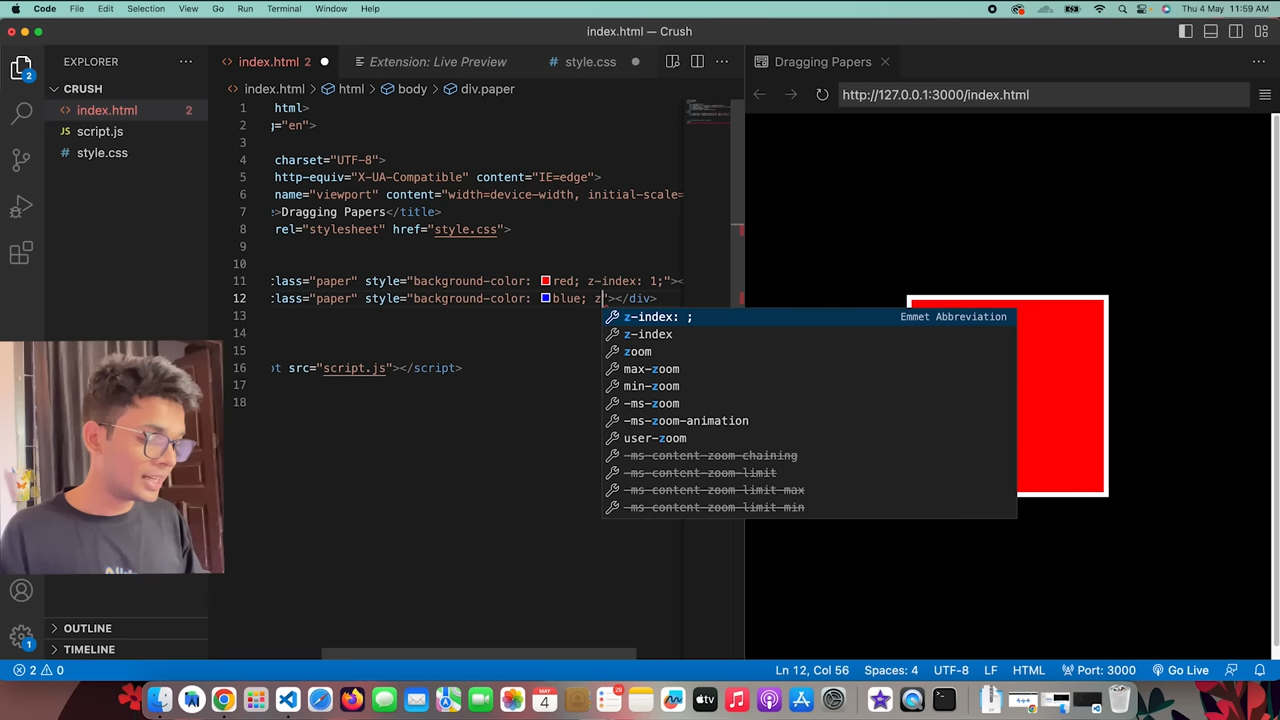 Code File Edit Selection View Go Run Terminal Window Help Thu 4 May 11:59 AM
index.html — Crush
EXPLORER
index.html 2
Extension: Live Preview
style.css
Dragging Papers
CRUSH
index.html > html > body > div.paper
http://127.0.0.1:3000/index.html
index.html 2
script.js
style.css
1 html>
2 g="en">
3
4 charset="UTF-8">
5 http-equiv="X-UA-Compatible" content="IE=edge">
6 name="viewport" content="width=device-width, initial-scale=
7 e>Dragging Papers</title>
8 rel="stylesheet" href="style.css">
9
10
11 class="paper" style="background-color: red; z-index: 1;"><
12 class="paper" style="background-color: blue; z"></div>
13
14
15
16 pt src="script.js"></script>
17
18
z-index: ; Emmet Abbreviation
z-index
zoom
max-zoom
min-zoom
-ms-zoom
-ms-zoom-animation
user-zoom
-ms-content-zoom-chaining
-ms-content-zoom-limit
-ms-content-zoom-limit-max
-ms-content-zoom-limit-min
OUTLINE
TIMELINE
2 0 Ln 12, Col 56 Spaces: 4 UTF-8 LF HTML Port: 3000 Go Live